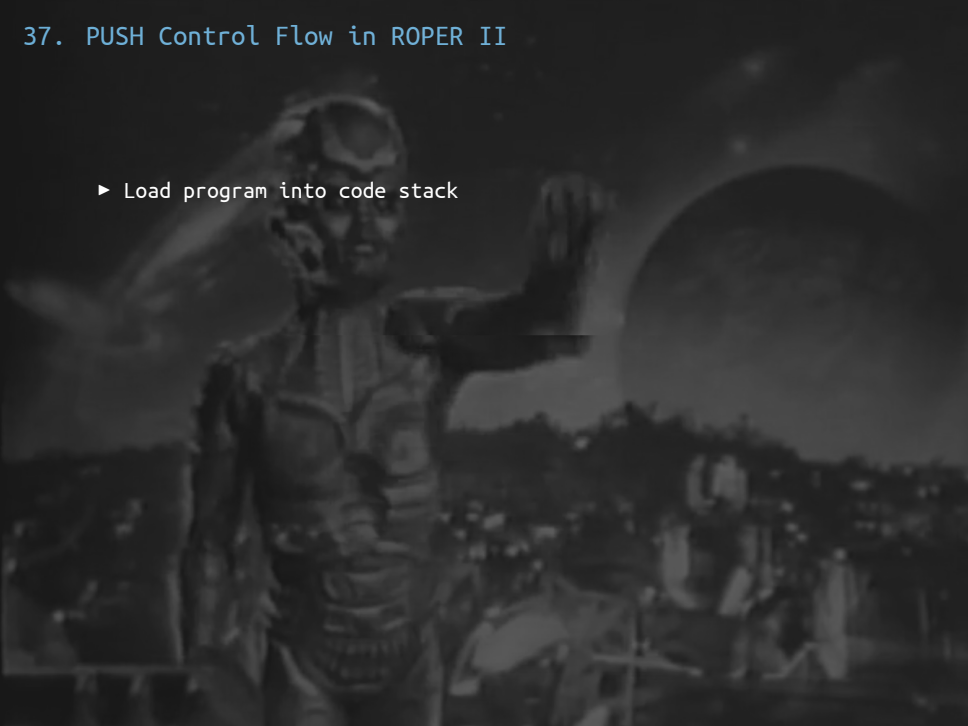 37. PUSH Control Flow in ROPER II
▶ Load program into code stack